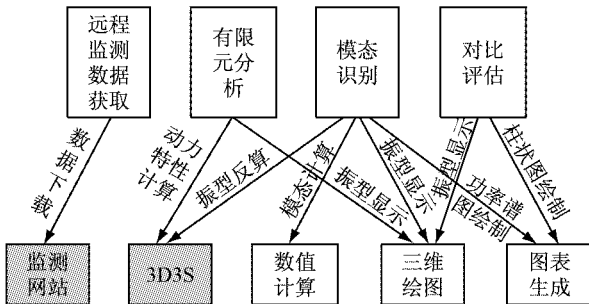 远程
监测
数据
获取
有限
元分
析
模态
识别
对比
评估
数据下载
动力
特性
计算
振型反算
模态计算
振型显示
振型显示
功率谱
图绘制
振型显示
柱状图绘制
监测
网站
3D3S
数值
计算
三维
绘图
图表
生成